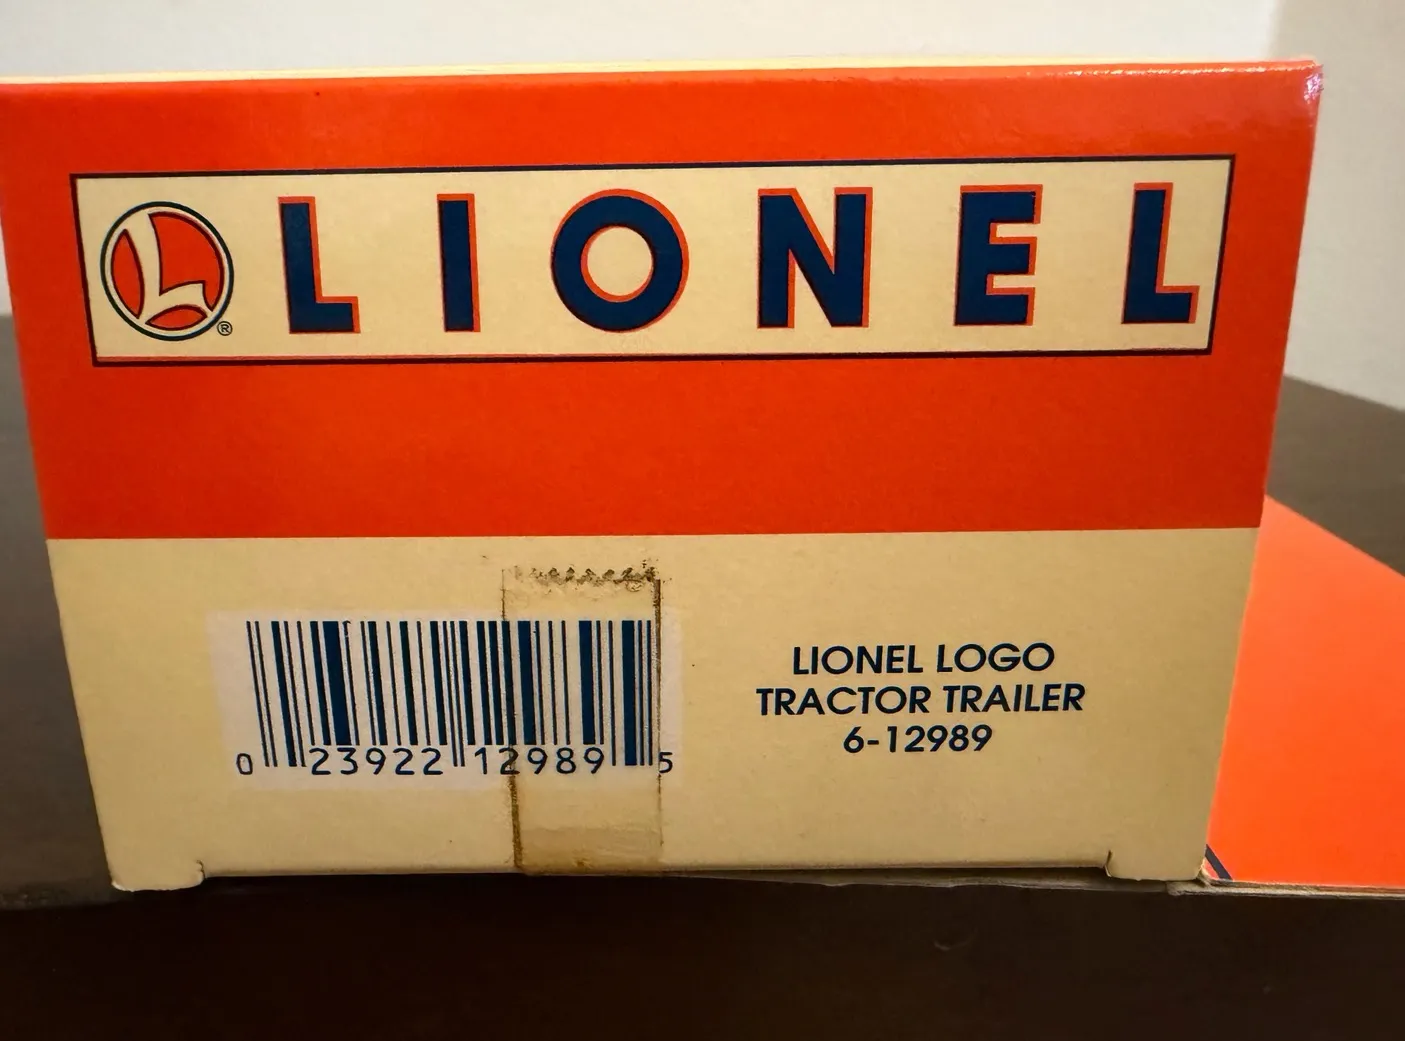 L ® LIONEL
LIONEL LOGO
TRACTOR TRAILER
6-12989
0 23922 12989 5